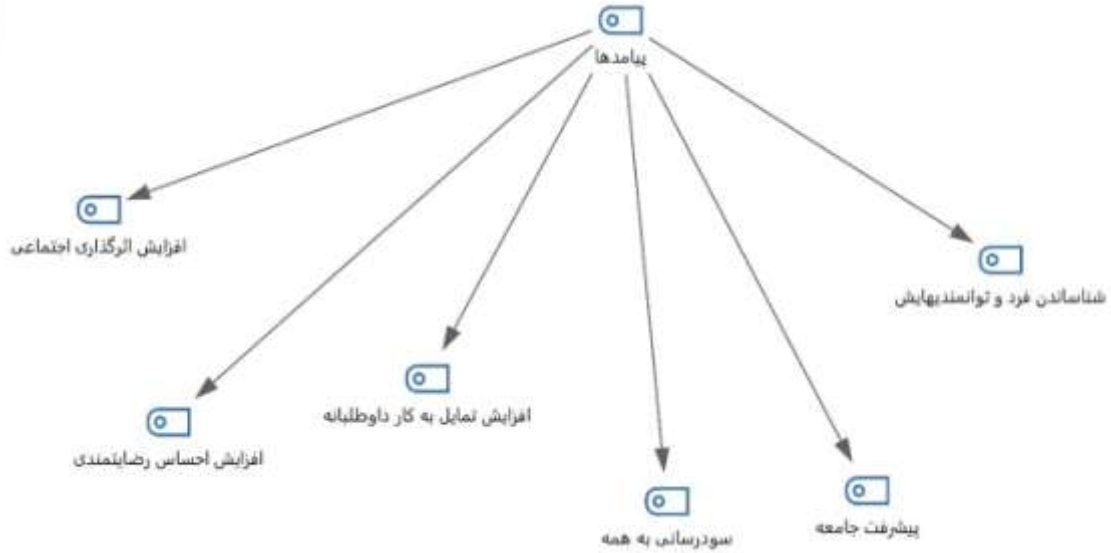 پیامدها
افزایش اثرگذاری اجتماعی
شناساندن فرد و توانمندیهایش
افزایش تمایل به کار داوطلبانه
افزایش احساس رضایتمندی
پیشرفت جامعه
سودرسانی به همه